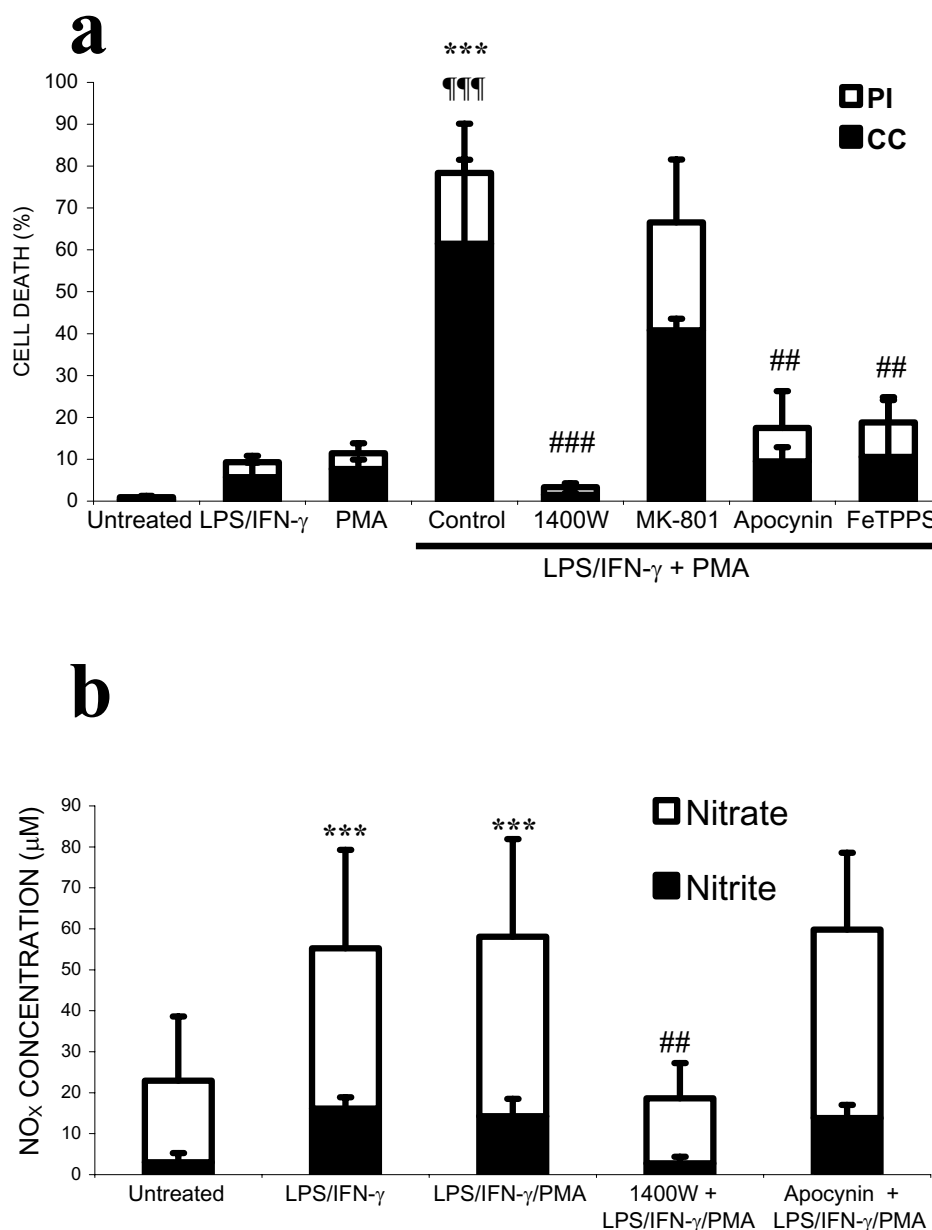 a
***
¶¶¶
PI
CC
CELL DEATH (%)
100
90
80
70
60
50
40
30
20
10
0
###
##
##
Untreated LPS/IFN-γ PMA Control 1400W MK-801 Apocynin FeTPPS
LPS/IFN-γ + PMA
b
Nitrate
Nitrite
NOX CONCENTRATION (μM)
90
80
70
60
50
40
30
20
10
0
***
***
##
Untreated LPS/IFN-γ LPS/IFN-γ/PMA 1400W + Apocynin +
LPS/IFN-γ/PMA LPS/IFN-γ/PMA